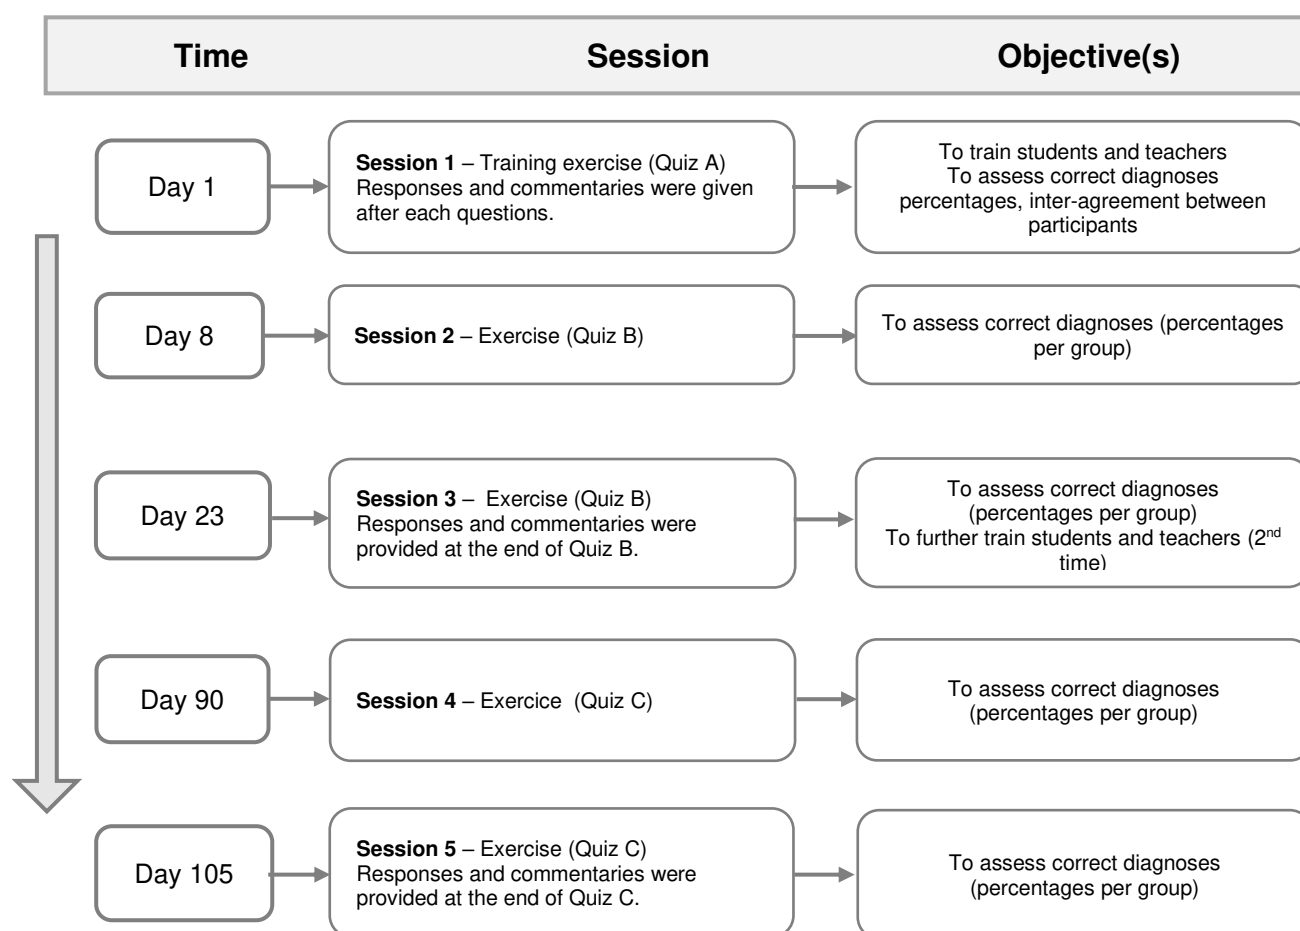 Time Session Objective(s)
Day 1
Session 1 – Training exercise (Quiz A)
Responses and commentaries were given
after each questions.
To train students and teachers
To assess correct diagnoses
percentages, inter-agreement between
participants
Day 8
Session 2 – Exercise (Quiz B)
To assess correct diagnoses (percentages
per group)
Day 23
Session 3 – Exercise (Quiz B)
Responses and commentaries were
provided at the end of Quiz B.
To assess correct diagnoses
(percentages per group)
To further train students and teachers (2nd
time)
Day 90
Session 4 – Exercice (Quiz C)
To assess correct diagnoses
(percentages per group)
Day 105
Session 5 – Exercise (Quiz C)
Responses and commentaries were
provided at the end of Quiz C.
To assess correct diagnoses
(percentages per group)